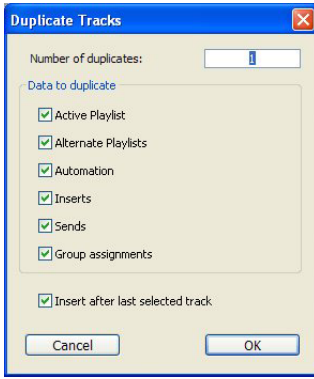 Duplicate Tracks
Number of duplicates: 1
Data to duplicate
Active Playlist
Alternate Playlists
Automation
Inserts
Sends
Group assignments
Insert after last selected track
Cancel OK